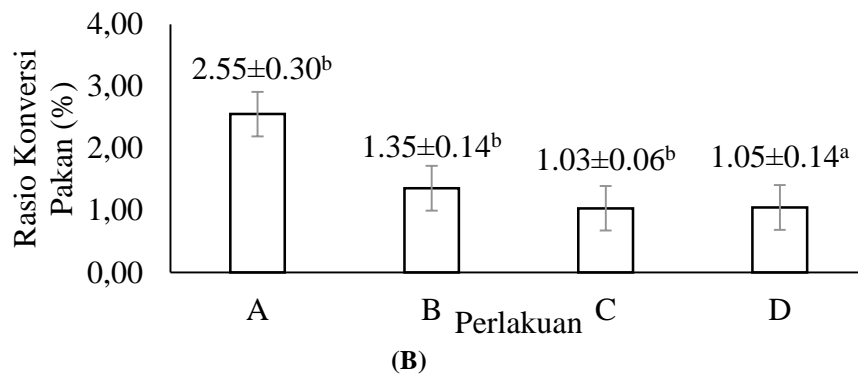 Rasio Konversi
Pakan (%)
4,00
3,00
2,00
1,00
0,00
2.55±0.30ᵇ
1.35±0.14ᵇ
1.03±0.06ᵇ
1.05±0.14ᵃ
A B C D
Perlakuan
(B)